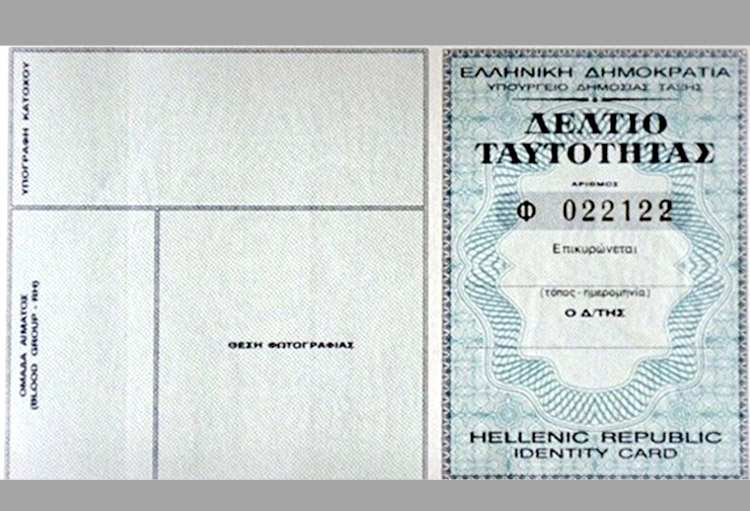 ΥΠΟΓΡΑΦΗ ΚΑΤΟΧΟΥ
ΟΜΑΔΑ ΑΙΜΑΤΟΣ
(BLOOD GROUP - RH)
ΘΕΣΗ ΦΩΤΟΓΡΑΦΙΑΣ
ΕΛΛΗΝΙΚΗ ΔΗΜΟΚΡΑΤΙΑ
ΥΠΟΥΡΓΕΙΟ ΔΗΜΟΣΙΑΣ ΤΑΞΗΣ
ΔΕΛΤΙΟ
ΤΑΥΤΟΤΗΤΑΣ
ΑΡΙΘΜΟΣ
Φ 022122
Επικυρώνεται
(τόπος - ημερομηνία)
Ο Δ/ΤΗΣ
HELLENIC REPUBLIC
IDENTITY CARD